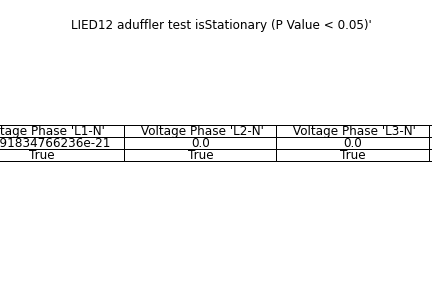 LIED12 aduffler test isStationary (P Value < 0.05)'
tage Phase 'L1-N' Voltage Phase 'L2-N' Voltage Phase 'L3-N'
91834766236e-21 0.0 0.0
True True True